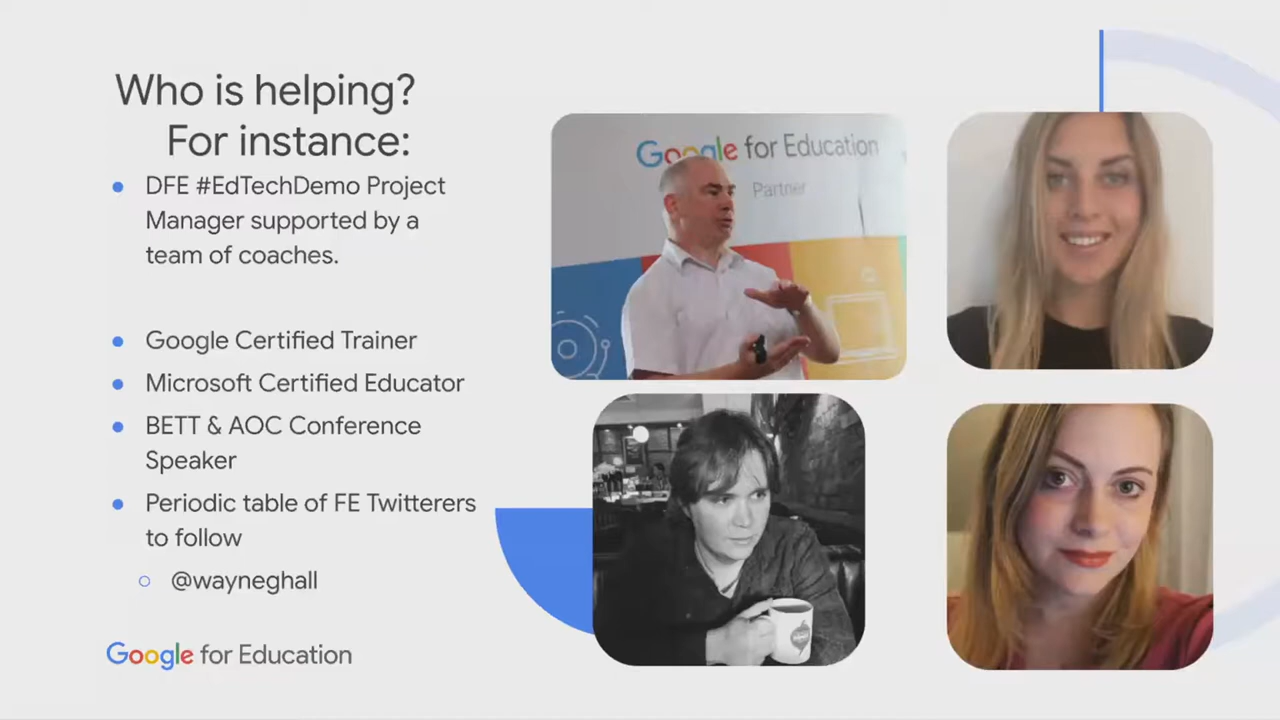 Who is helping?
For instance:
DFE #EdTechDemo Project
Manager supported by a
team of coaches.
Google Certified Trainer
Microsoft Certified Educator
BETT & AOC Conference
Speaker
Periodic table of FE Twitterers
to follow
@wayneghall
Google for Education
Google for Education
Partner